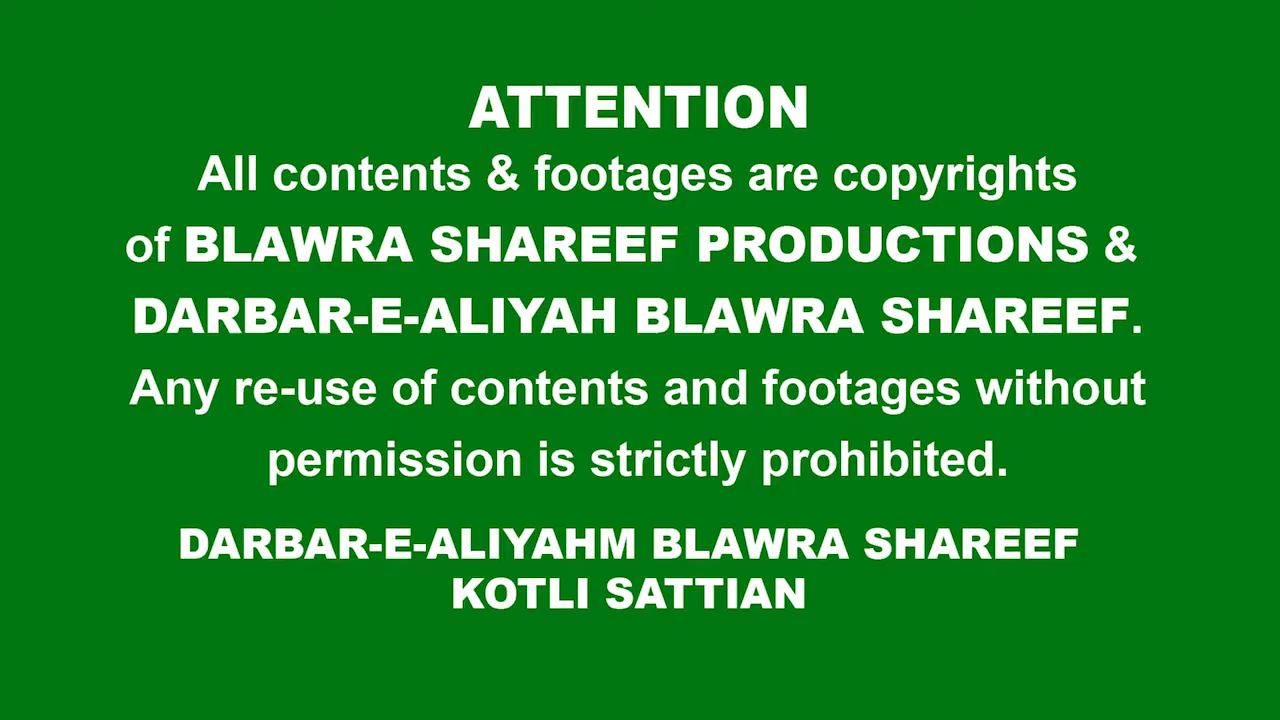 ATTENTION
All contents & footages are copyrights
of BLAWRA SHAREEF PRODUCTIONS &
DARBAR-E-ALIYAH BLAWRA SHAREEF.
Any re-use of contents and footages without
permission is strictly prohibited.
DARBAR-E-ALIYAHM BLAWRA SHAREEF
KOTLI SATTIAN